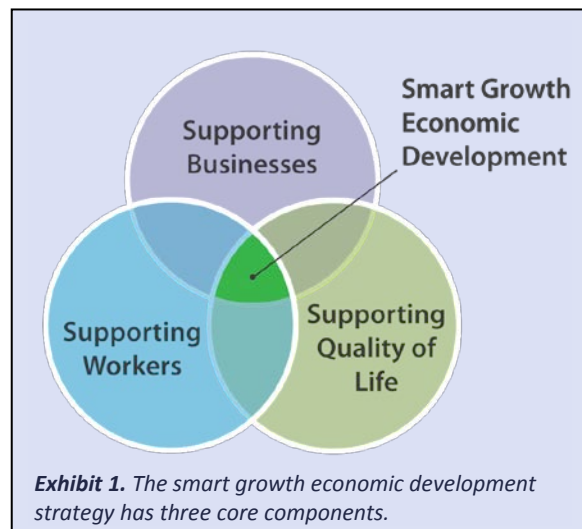 Smart Growth
Economic
Development
Supporting
Businesses
Supporting
Workers
Supporting
Quality of
Life
Exhibit 1. The smart growth economic development
strategy has three core components.